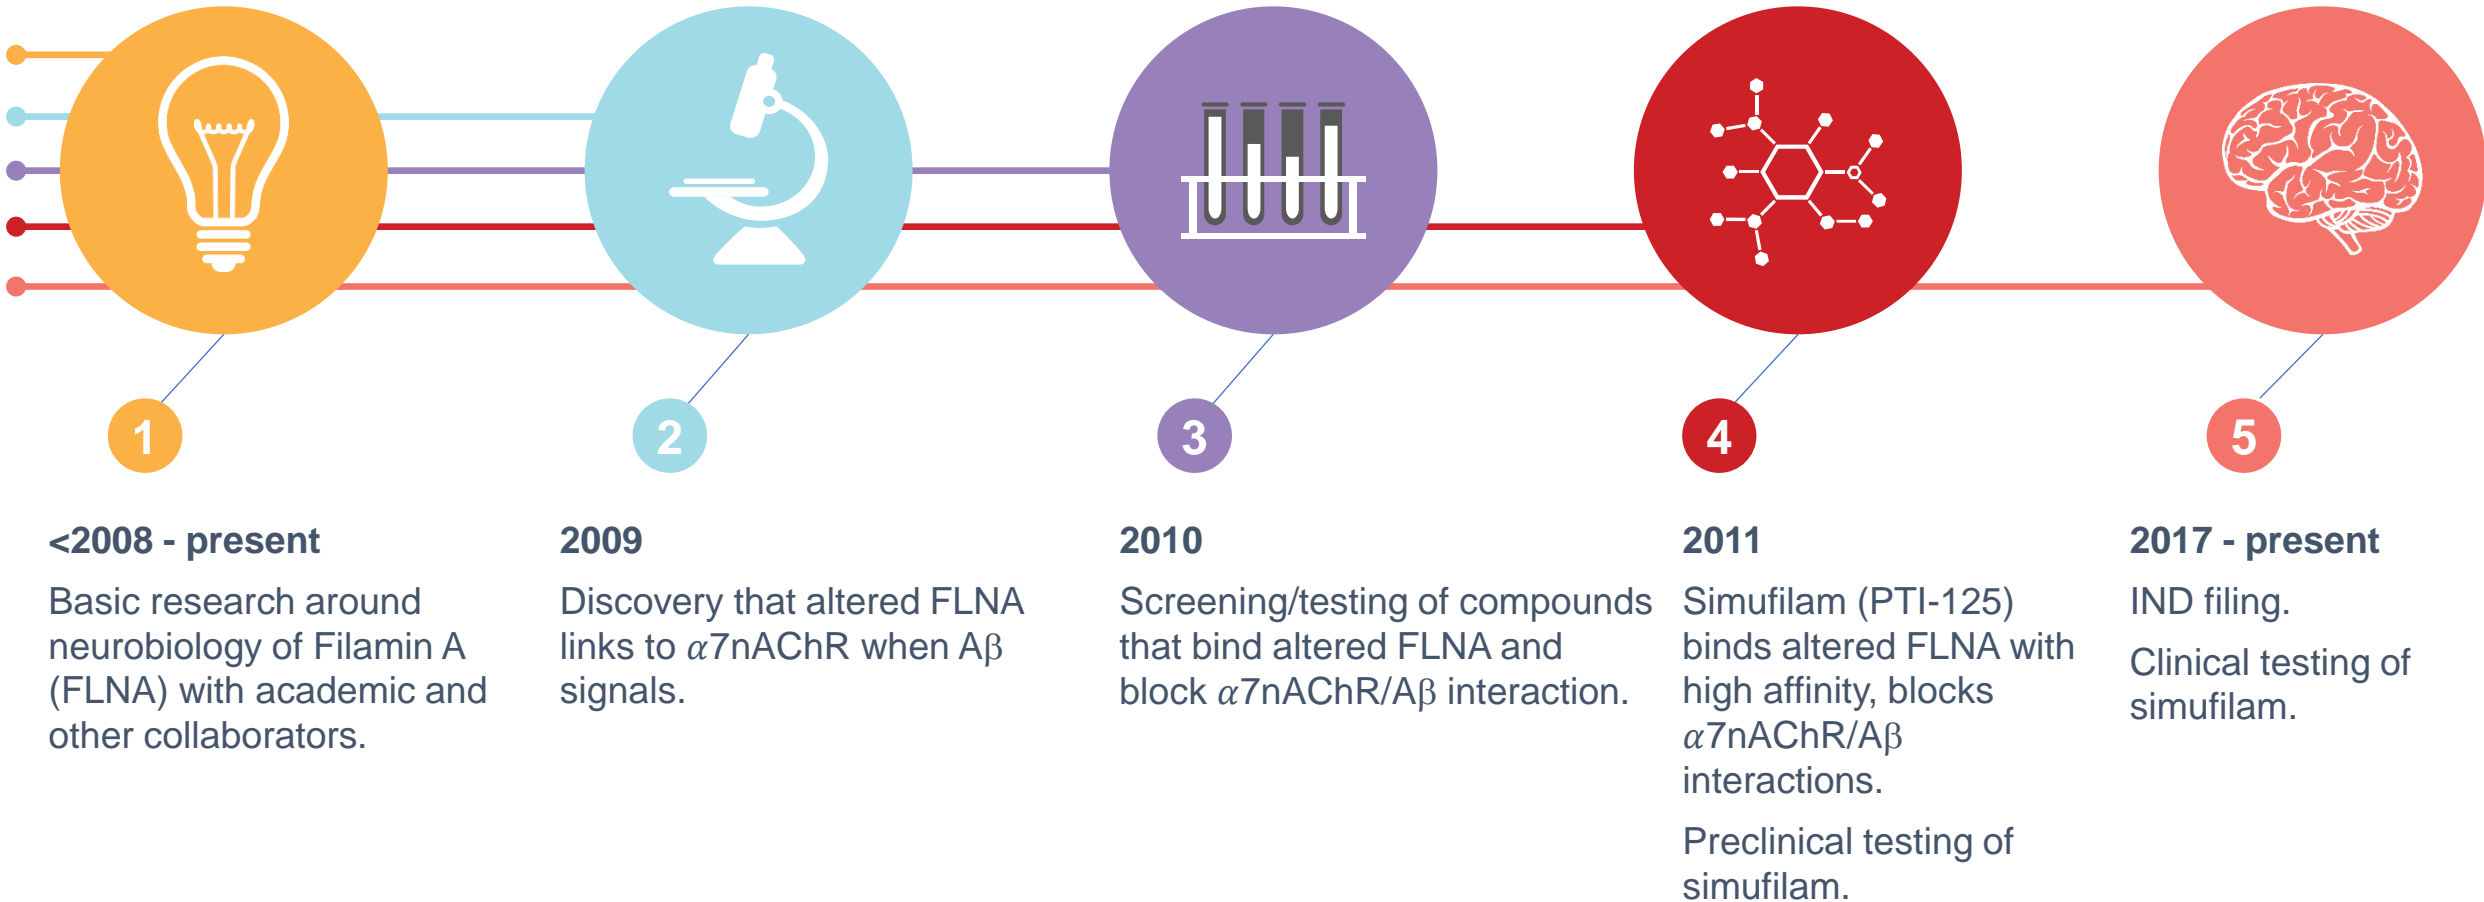 1
<2008 - present
Basic research around
neurobiology of Filamin A
(FLNA) with academic and
other collaborators.
2
2009
Discovery that altered FLNA
links to α7nAChR when Aβ
signals.
3
2010
Screening/testing of compounds
that bind altered FLNA and
block α7nAChR/Aβ interaction.
4
2011
Simufilam (PTI-125)
binds altered FLNA with
high affinity, blocks
α7nAChR/Aβ
interactions.
Preclinical testing of
simufilam.
5
2017 - present
IND filing.
Clinical testing of
simufilam.